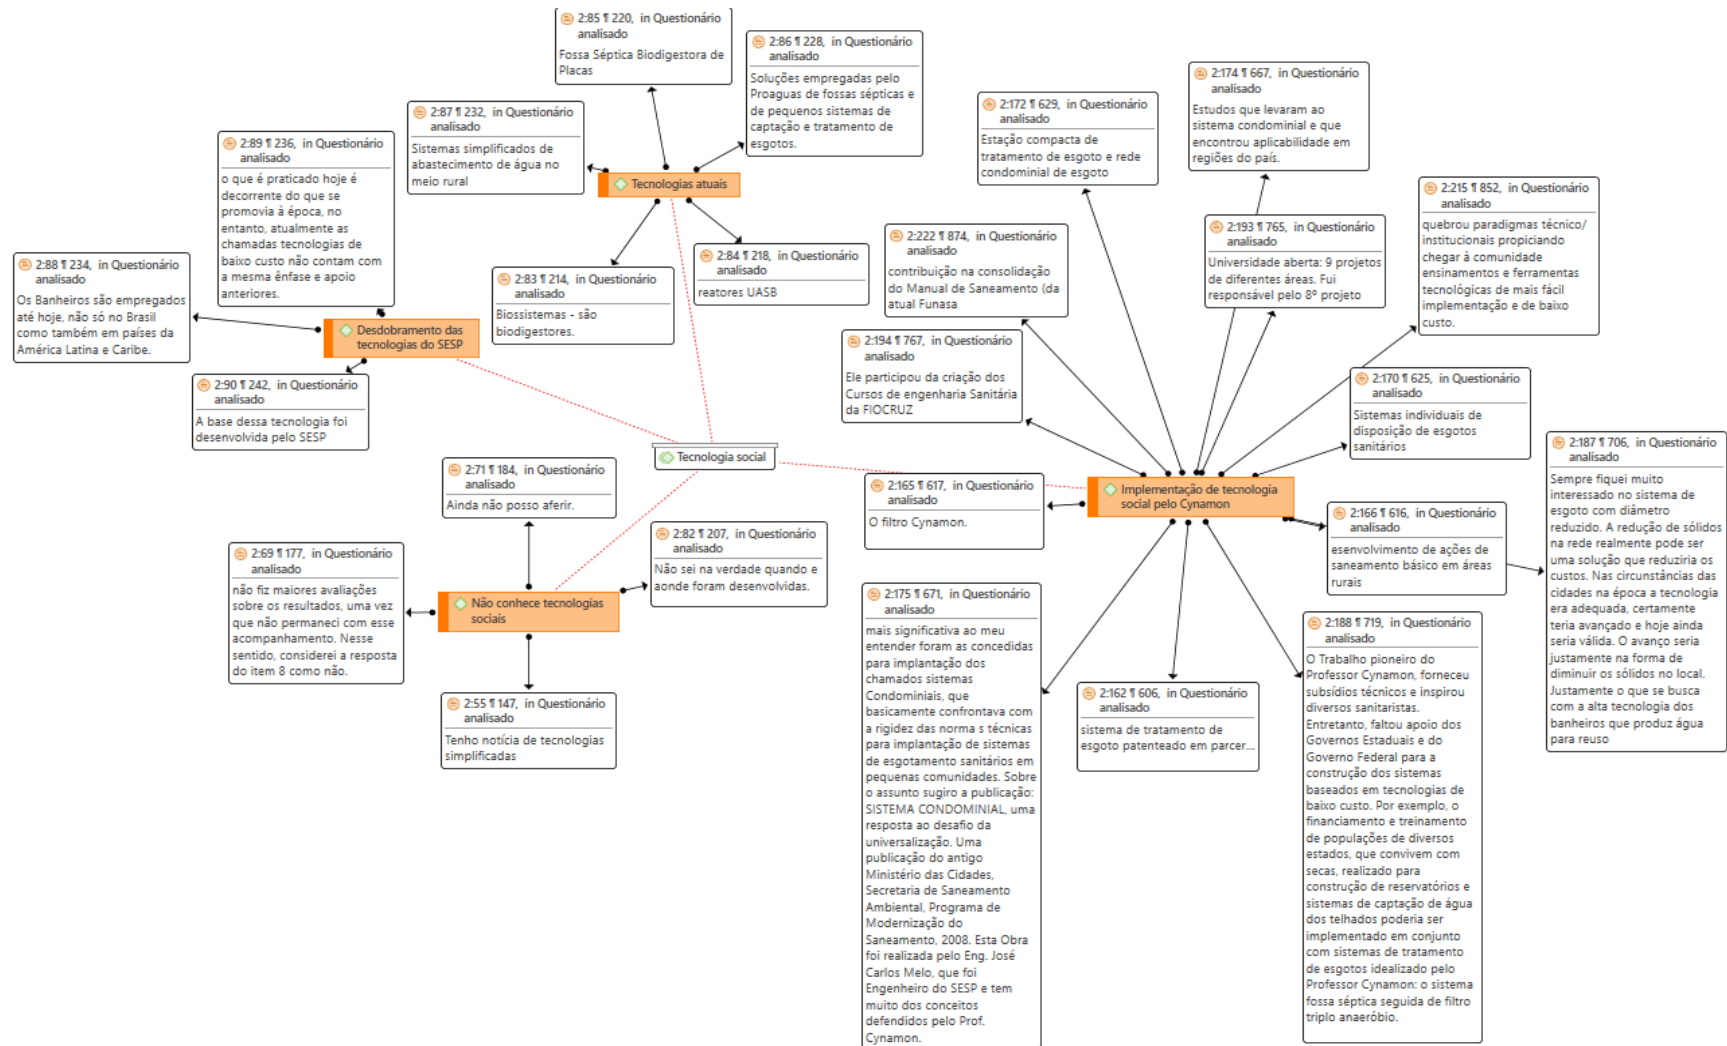 2:85 ¶ 220, in Questionário
analisado
Fossa Séptica Biodigestora de
Placas
2:86 ¶ 228, in Questionário
analisado
Soluções empregadas pelo
Proaguas de fossas sépticas e
de pequenos sistemas de
captação e tratamento de
esgotos.
2:87 ¶ 232, in Questionário
analisado
Sistemas simplificados de
abastecimento de água no
meio rural
2:89 ¶ 236, in Questionário
analisado
o que é praticado hoje é
decorrente do que se
promovia à época, no
entanto, atualmente as
chamadas tecnologias de
baixo custo não contam com
a mesma ênfase e apoio
anteriores.
Tecnologias atuais
2:88 ¶ 234, in Questionário
analisado
Os Banheiros são empregados
até hoje, não só no Brasil
como também em países da
América Latina e Caribe.
2:83 ¶ 214, in Questionário
analisado
Biossistemas - são
biodigestores.
2:84 ¶ 218, in Questionário
analisado
reatores UASB
Desdobramento das
tecnologias do SESP
2:90 ¶ 242, in Questionário
analisado
A base dessa tecnologia foi
desenvolvida pelo SESP
Tecnologia social
2:71 ¶ 184, in Questionário
analisado
Ainda não posso aferir.
2:82 ¶ 207, in Questionário
analisado
Não sei na verdade quando e
aonde foram desenvolvidas.
2:69 ¶ 177, in Questionário
analisado
não fiz maiores avaliações
sobre os resultados, uma vez
que não permaneci com esse
acompanhamento. Nesse
sentido, considerei a resposta
do item 8 como não.
Não conhece tecnologias
sociais
2:55 ¶ 147, in Questionário
analisado
Tenho notícia de tecnologias
simplificadas
2:172 ¶ 629, in Questionário
analisado
Estação compacta de
tratamento de esgoto e rede
condominial de esgoto
2:174 ¶ 667, in Questionário
analisado
Estudos que levaram ao
sistema condominial e que
encontrou aplicabilidade em
regiões do país.
2:215 ¶ 852, in Questionário
analisado
quebrou paradigmas técnico/
institucionais propiciando
chegar à comunidade
ensinamentos e ferramentas
tecnológicas de mais fácil
implementação e de baixo
custo.
2:193 ¶ 765, in Questionário
analisado
Universidade aberta: 9 projetos
de diferentes áreas. Fui
responsável pelo 8º projeto
2:222 ¶ 874, in Questionário
analisado
contribuição na consolidação
do Manual de Saneamento (da
atual Funasa
2:194 ¶ 767, in Questionário
analisado
Ele participou da criação dos
Cursos de engenharia Sanitária
da FIOCRUZ
2:170 ¶ 625, in Questionário
analisado
Sistemas individuais de
disposição de esgotos
sanitários
2:165 ¶ 617, in Questionário
analisado
O filtro Cynamon.
Implementação de tecnologia
social pelo Cynamon
2:166 ¶ 616, in Questionário
analisado
esenvolvimento de ações de
saneamento básico em áreas
rurais
2:187 ¶ 706, in Questionário
analisado
Sempre fiquei muito
interessado no sistema de
esgoto com diâmetro
reduzido. A redução de sólidos
na rede realmente pode ser
uma solução que reduziria os
custos. Nas circunstâncias das
cidades na época a tecnologia
era adequada, certamente
teria avançado e hoje ainda
seria válida. O avanço seria
justamente na forma de
diminuir os sólidos no local.
Justamente o que se busca
com a alta tecnologia dos
banheiros que produz água
para reuso
2:175 ¶ 671, in Questionário
analisado
mais significativa ao meu
entender foram as concedidas
para implantação dos
chamados sistemas
Condominiais, que
basicamente confrontava com
a rigidez das norma s técnicas
para implantação de sistemas
de esgotamento sanitários em
pequenas comunidades. Sobre
o assunto sugiro a publicação:
SISTEMA CONDOMINIAL, uma
resposta ao desafio da
universalização. Uma
publicação do antigo
Ministério das Cidades,
Secretaria de Saneamento
Ambiental, Programa de
Modernização do
Saneamento, 2008. Esta Obra
foi realizada pelo Eng. José
Carlos Melo, que foi
Engenheiro do SESP e tem
muito dos conceitos
defendidos pelo Prof.
Cynamon.
2:162 ¶ 606, in Questionário
analisado
sistema de tratamento de
esgoto patenteado em parcer...
2:188 ¶ 719, in Questionário
analisado
O Trabalho pioneiro do
Professor Cynamon, forneceu
subsídios técnicos e inspirou
diversos sanitaristas.
Entretanto, faltou apoio dos
Governos Estaduais e do
Governo Federal para a
construção dos sistemas
baseados em tecnologias de
baixo custo. Por exemplo, o
financiamento e treinamento
de populações de diversos
estados, que convivem com
secas, realizado para
construção de reservatórios e
sistemas de captação de água
dos telhados poderia ser
implementado em conjunto
com sistemas de tratamento
de esgotos idealizado pelo
Professor Cynamon: o sistema
fossa séptica seguida de filtro
triplo anaeróbio.